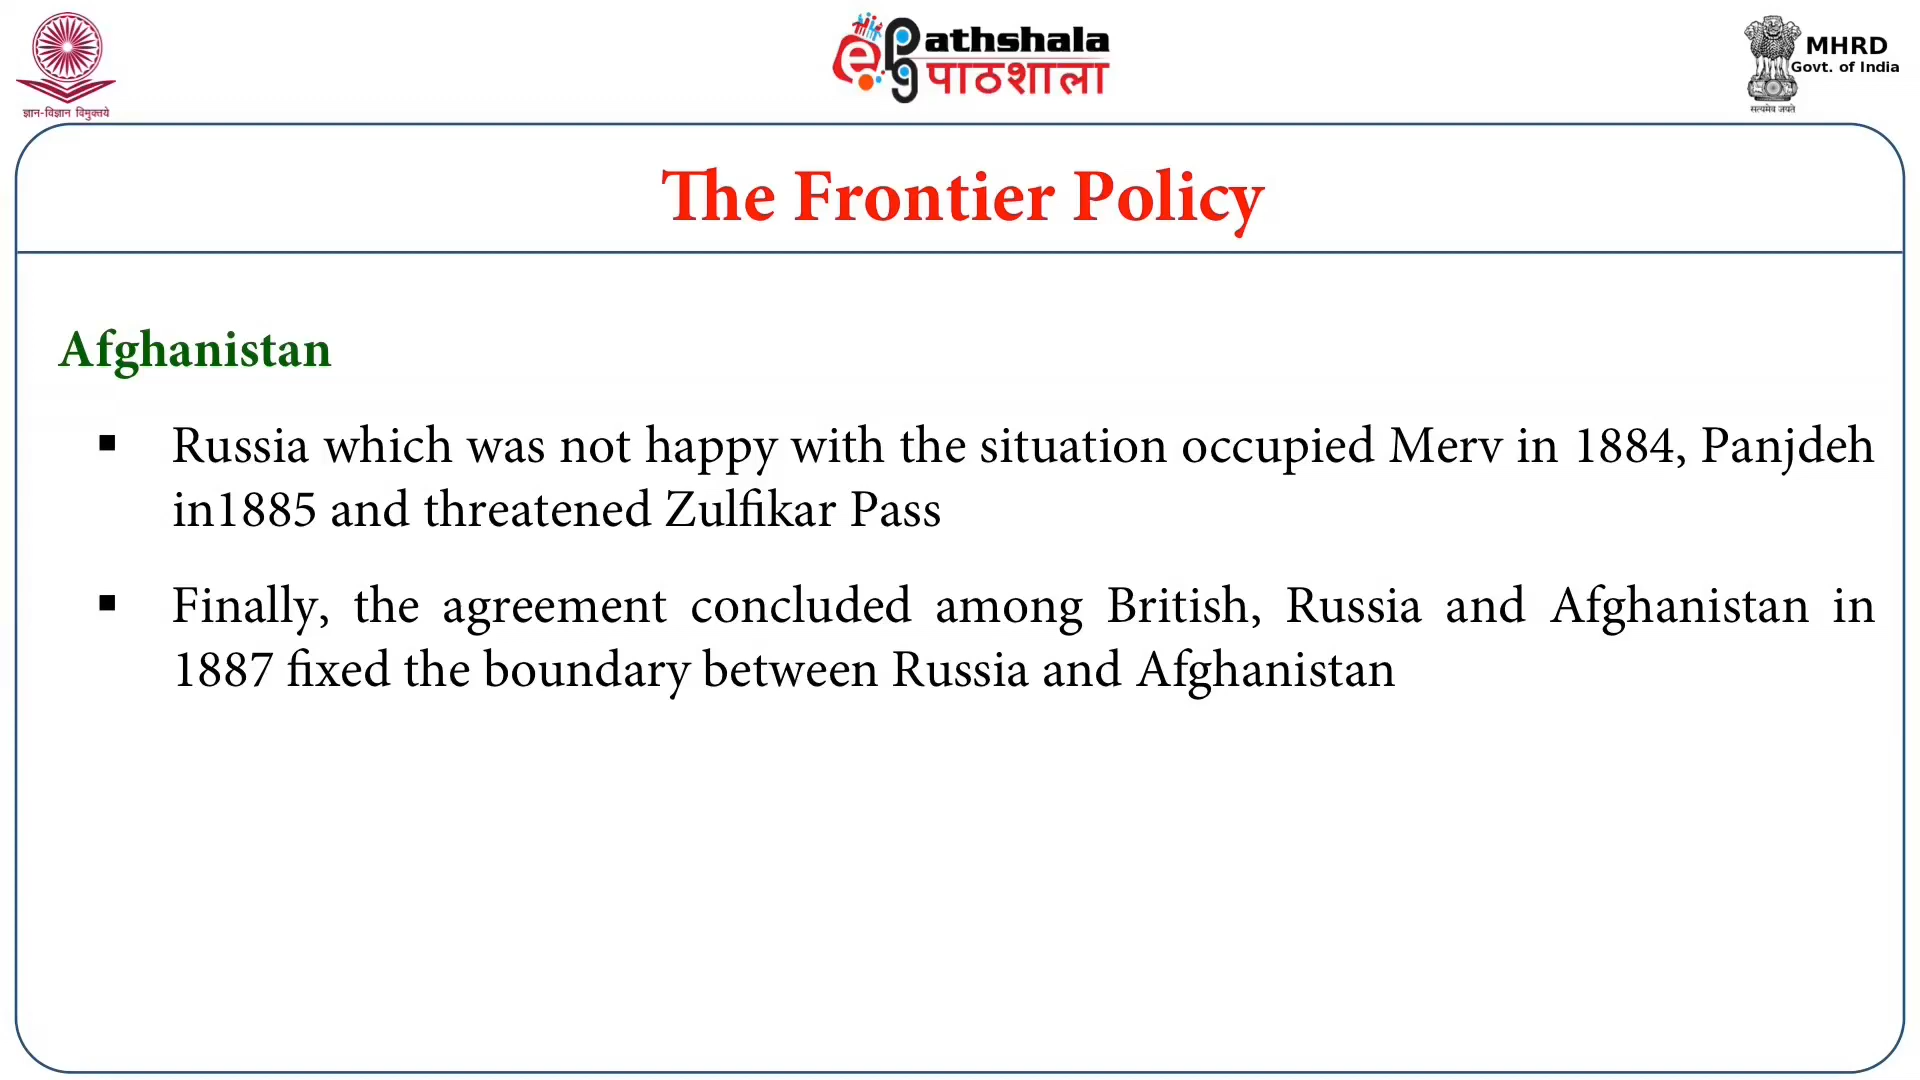 ज्ञान-विज्ञान विमुक्तये
e Pathshala
पाठशाला
MHRD
Govt. of India
सत्यमेव जयते
The Frontier Policy
Afghanistan
▪ Russia which was not happy with the situation occupied Merv in 1884, Panjdeh
in1885 and threatened Zulfikar Pass
▪ Finally, the agreement concluded among British, Russia and Afghanistan in
1887 fixed the boundary between Russia and Afghanistan